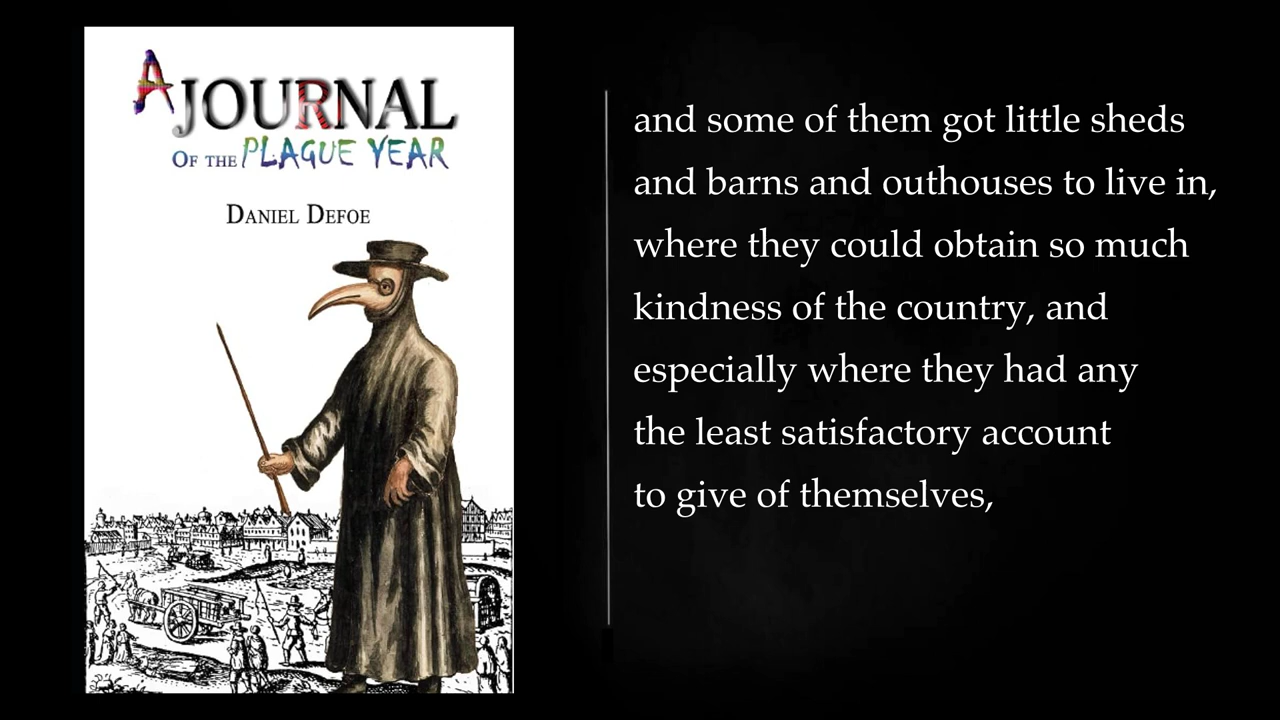 A JOURNAL
OF THE PLAGUE YEAR
DANIEL DEFOE
and some of them got little sheds
and barns and outhouses to live in,
where they could obtain so much
kindness of the country, and
especially where they had any
the least satisfactory account
to give of themselves,